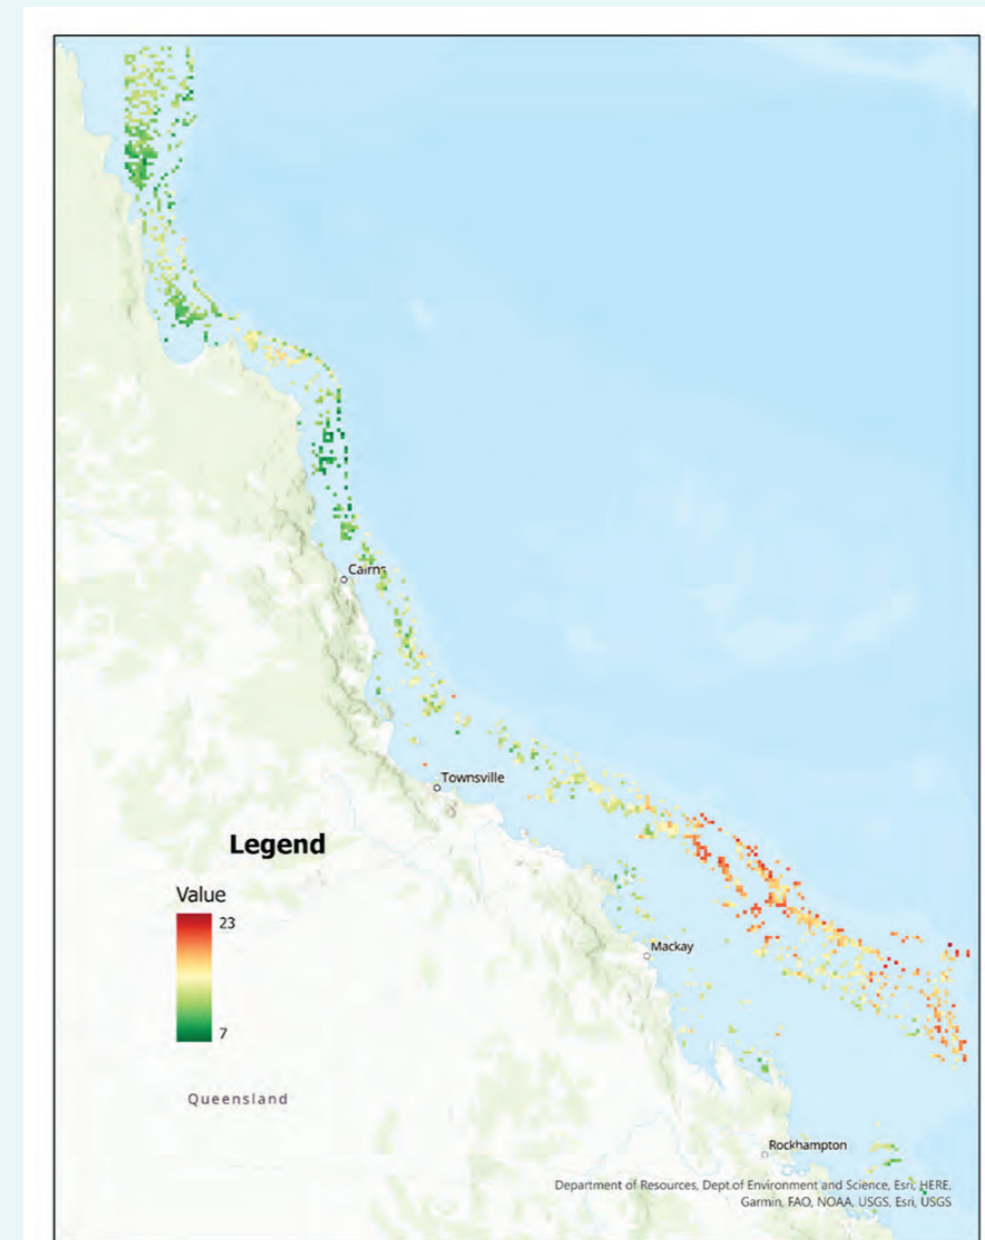 Cairns
Townsville
Legend
Value
23
7
Mackay
Queensland
Rockhampton
Department of Resources, Dept.of Environment and Science, Esri, HERE,
Garmin, FAO, NOAA, USGS, Esri, USGS